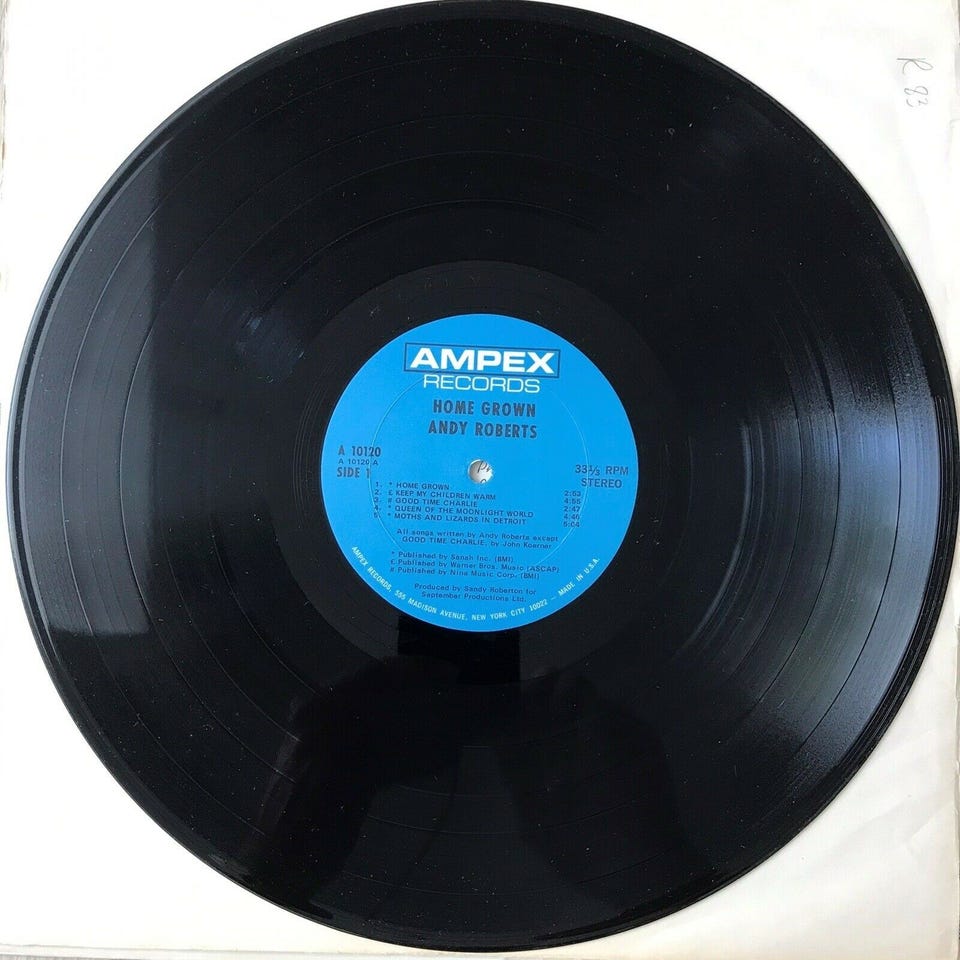 R 83
AMPEX
RECORDS
HOME GROWN
ANDY ROBERTS
A 10120
A 10120 A
SIDE 1
33⅓ RPM
STEREO
1. * HOME GROWN 2:53
2. £ KEEP MY CHILDREN WARM 4:55
3. # GOOD TIME CHARLIE 2:47
4. * QUEEN OF THE MOONLIGHT WORLD 4:46
5. * MOTHS AND LIZARDS IN DETROIT 5:04
All songs written by Andy Roberts except
GOOD TIME CHARLIE, by John Koerner
* Published by Sanah Inc. (BMI)
£ Published by Warner Bros. Music (ASCAP)
# Published by Nina Music Corp. (BMI)
Produced by Sandy Roberton for
September Productions Ltd.
AMPEX RECORDS, 555 MADISON AVENUE, NEW YORK CITY 10022 - MADE IN U.S.A.